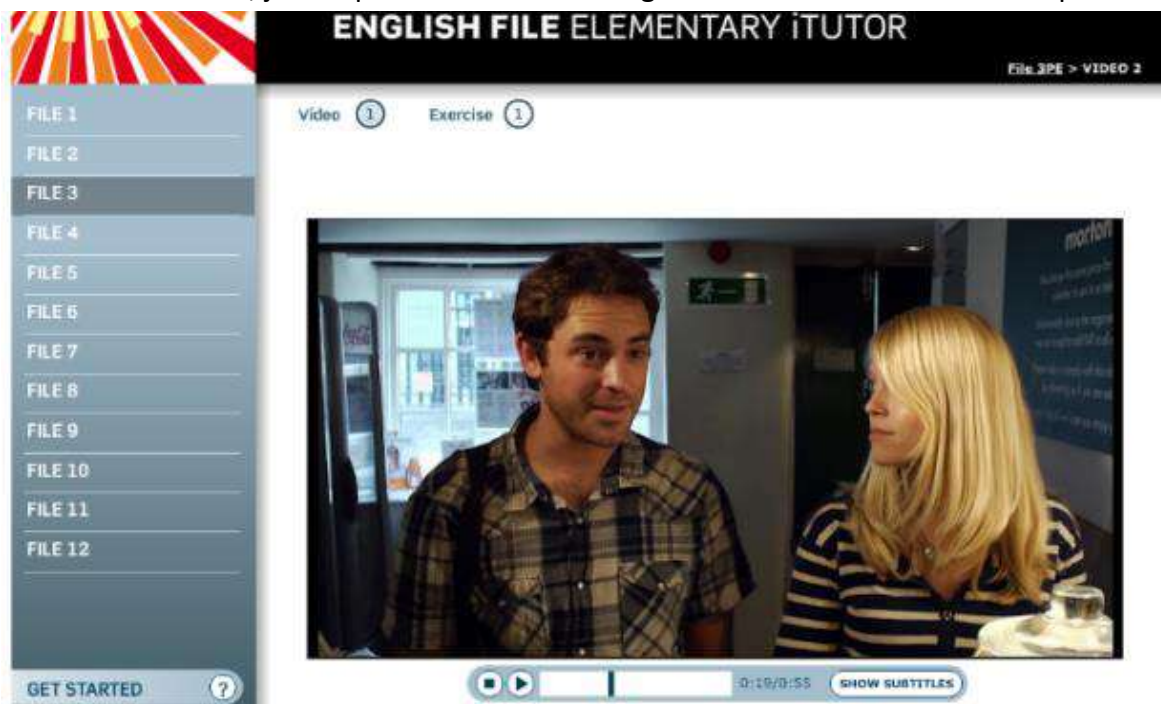 ENGLISH FILE ELEMENTARY iTUTOR
File 3PE > VIDEO 2
FILE 1
FILE 2
FILE 3
FILE 4
FILE 5
FILE 6
FILE 7
FILE 8
FILE 9
FILE 10
FILE 11
FILE 12
GET STARTED ?
Video 1 Exercise 1
morton
Coca-Cola
0:19/0:55 SHOW SUBTITLES